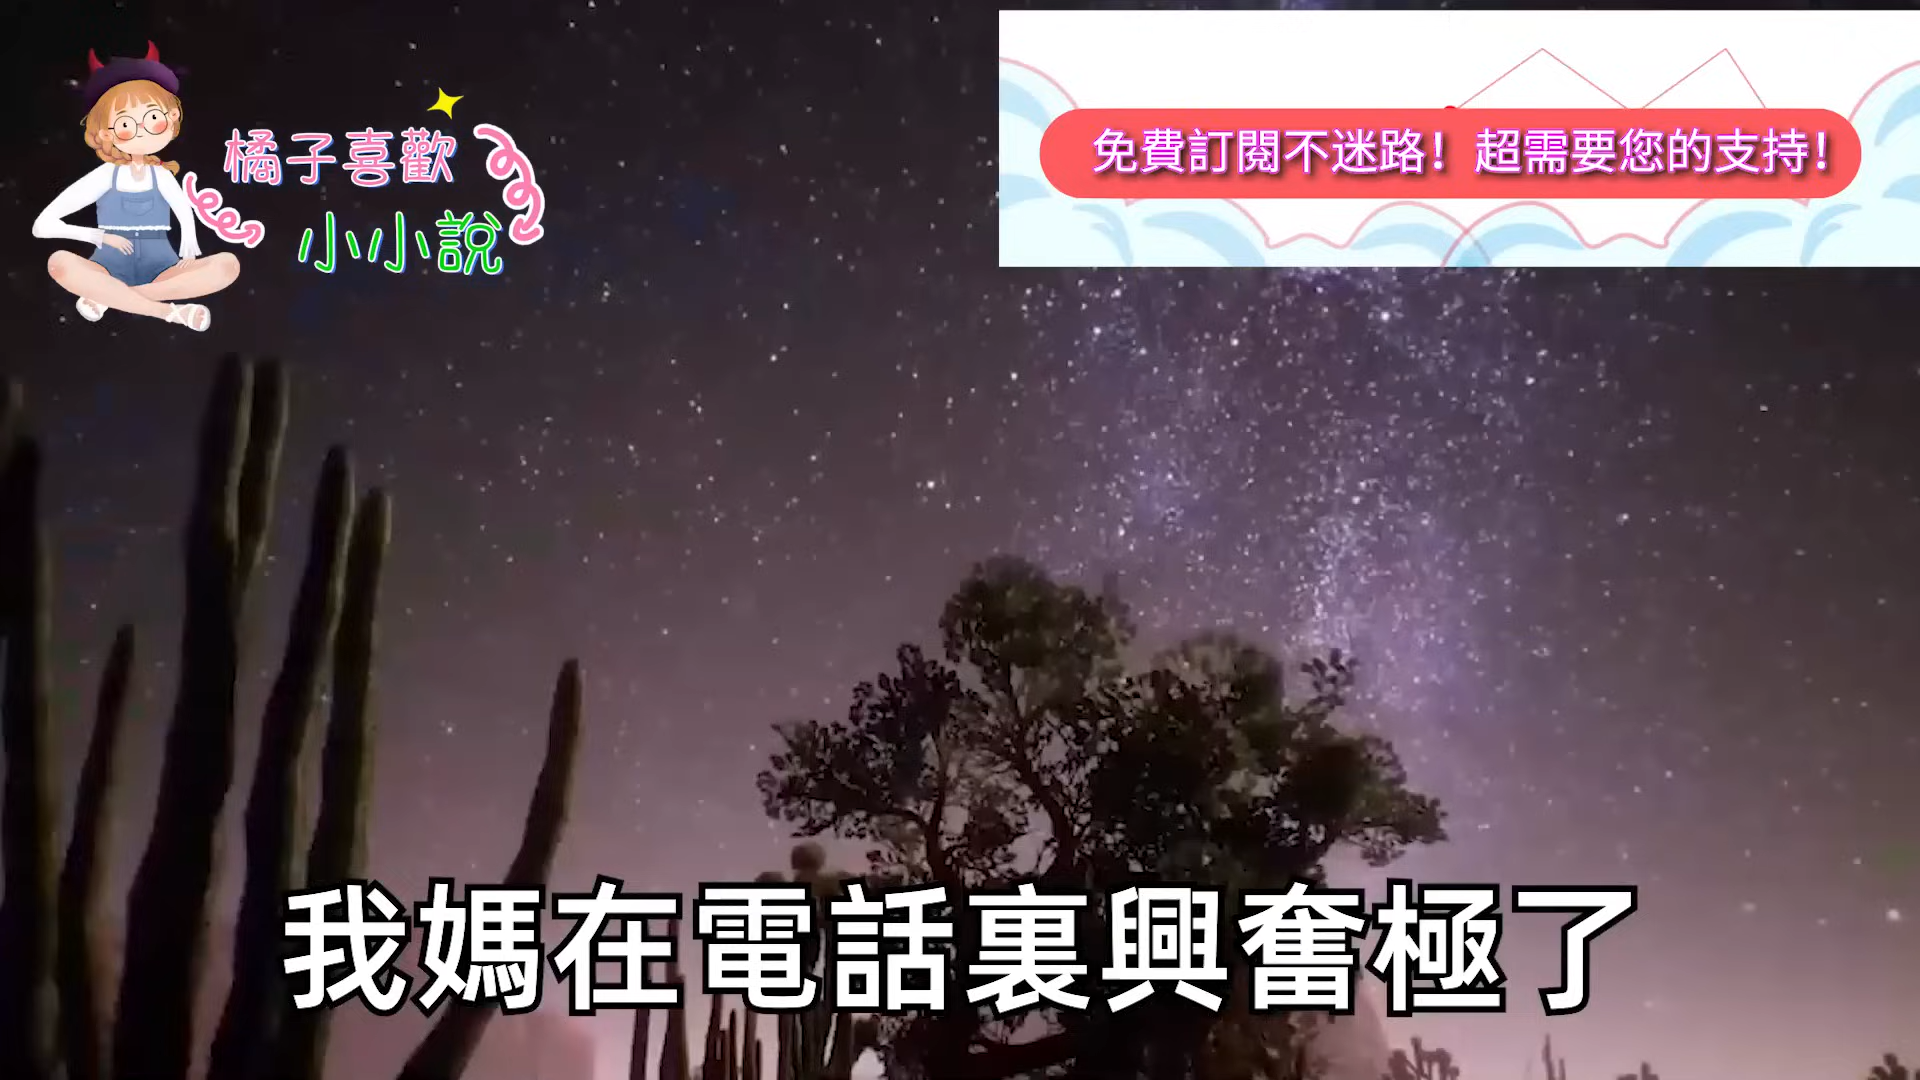 橘子喜歡
小小說
免費訂閱不迷路！超需要您的支持！
我媽在電話裏興奮極了